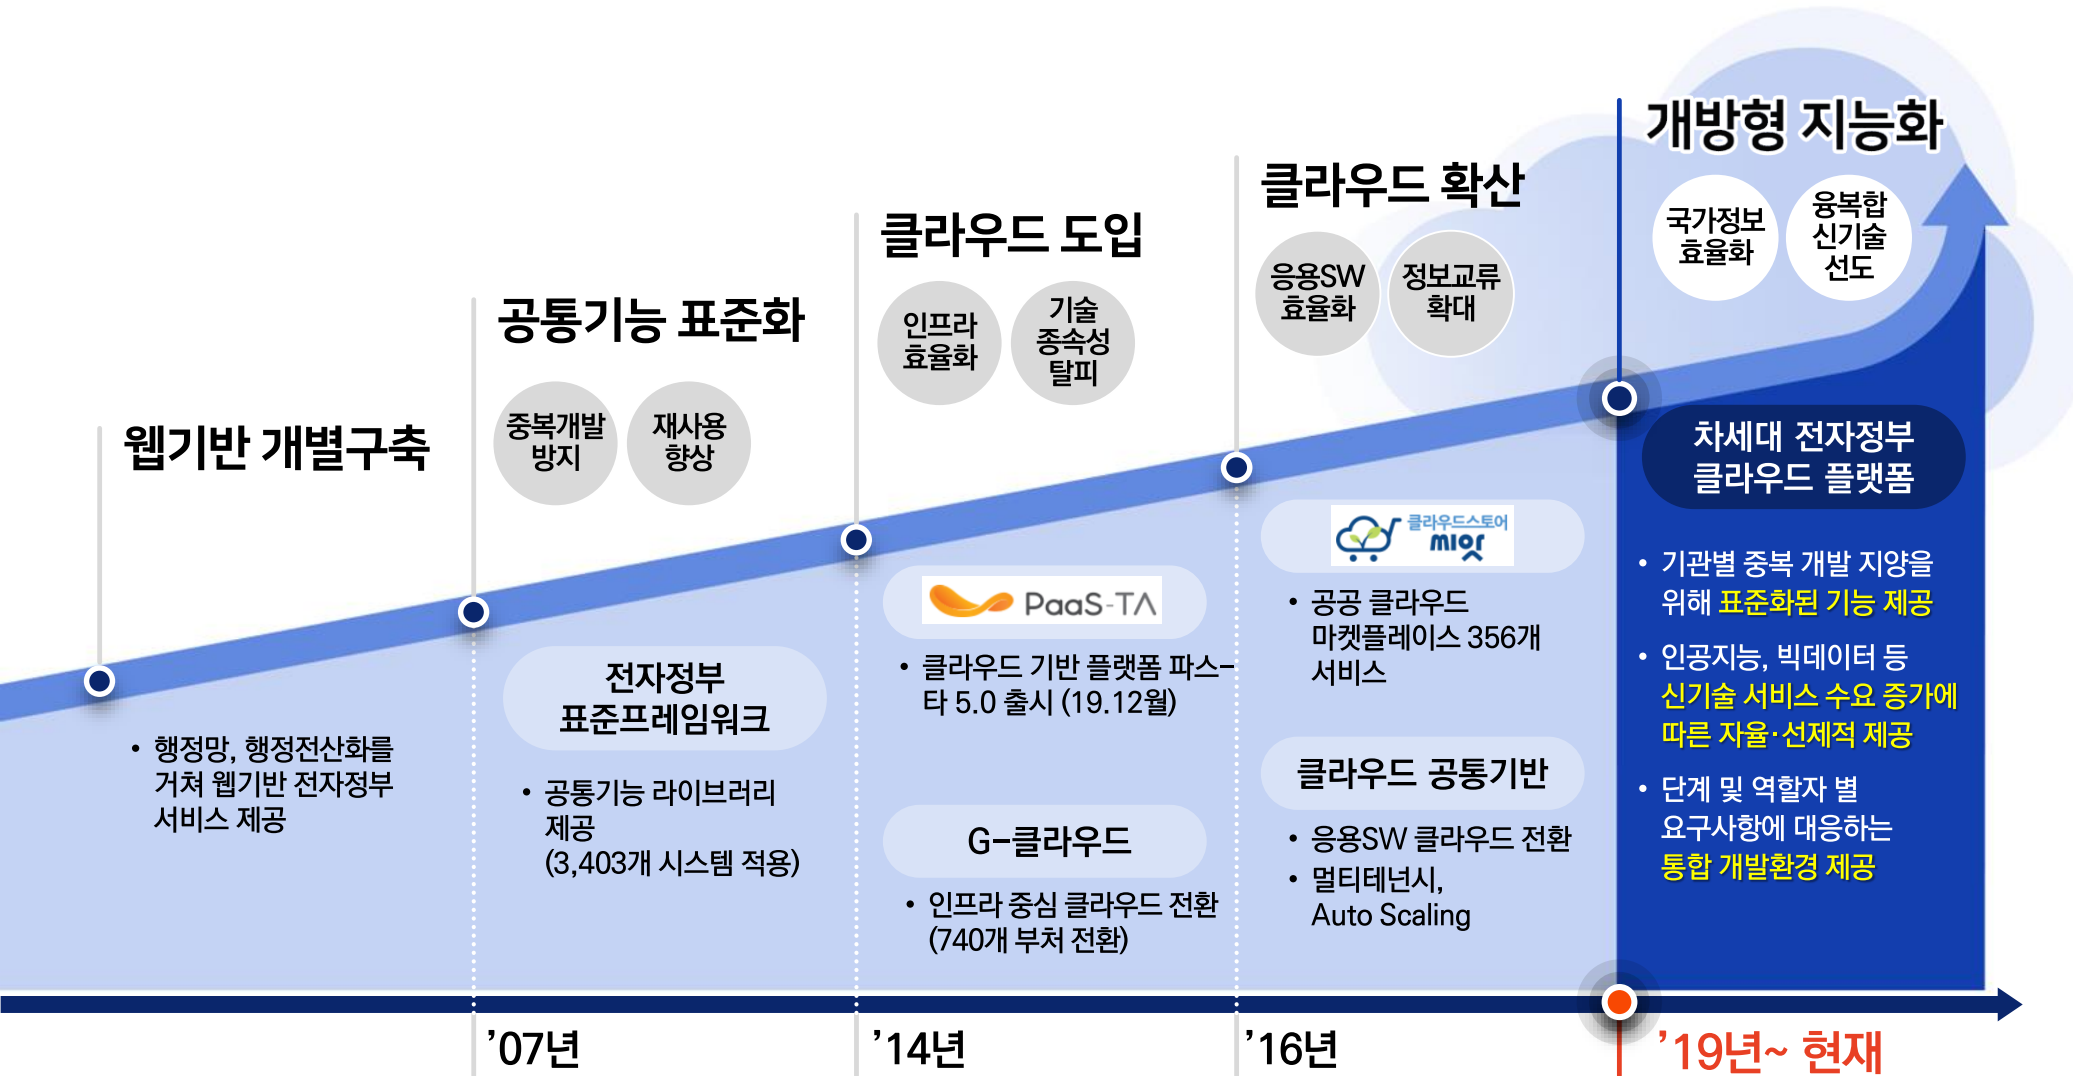 웹기반 개별구축
• 행정망, 행정전산화를
거쳐 웹기반 전자정부
서비스 제공
공통기능 표준화
중복개발
방지
재사용
향상
전자정부
표준프레임워크
• 공통기능 라이브러리
제공
(3,403개 시스템 적용)
’07년
클라우드 도입
인프라
효율화
기술
종속성
탈피
PaaS-TA
• 클라우드 기반 플랫폼 파스-
타 5.0 출시 (19.12월)
G-클라우드
• 인프라 중심 클라우드 전환
(740개 부처 전환)
’14년
클라우드 확산
응용SW
효율화
정보교류
확대
클라우드스토어
씨앗
• 공공 클라우드
마켓플레이스 356개
서비스
클라우드 공통기반
• 응용SW 클라우드 전환
• 멀티테넌시,
Auto Scaling
’16년
개방형 지능화
국가정보
효율화
융복합
신기술
선도
차세대 전자정부
클라우드 플랫폼
• 기관별 중복 개발 지양을
위해 표준화된 기능 제공
• 인공지능, 빅데이터 등
신기술 서비스 수요 증가에
따른 자율·선제적 제공
• 단계 및 역할자 별
요구사항에 대응하는
통합 개발환경 제공
’19년~ 현재